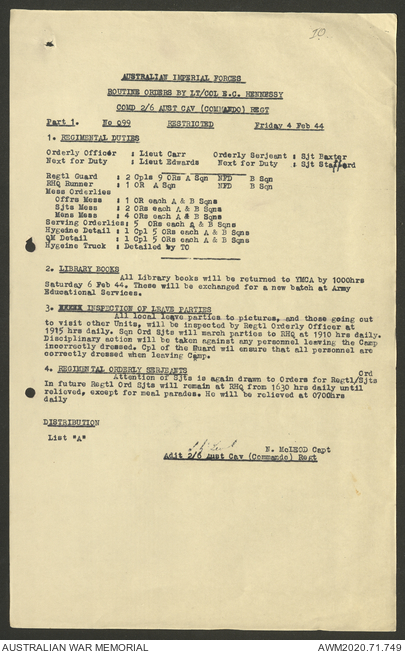 10.
AUSTRALIAN IMPERIAL FORCES
ROUTINE ORDERS BY LT/COL E.C. HENNESSY
COMD 2/6 AUST CAV (COMMANDO) REGT
Part 1. No 099 RESTRICTED Friday 4 Feb 44
1. REGIMENTAL DUTIES
Orderly Officer : Lieut Carr Orderly Serjeant : Sjt Baxter
Next for Duty : Lieut Edwards Next for Duty : Sjt Stafford
Regtl Guard : 2 Cpls 9 ORs A Sqn NFD B Sqn
RHQ Runner : 1 OR A Sqn NFD B Sqn
Mess Orderlies
Offrs Mess : 1 OR each A & B Sqns
Sjts Mess : 2 ORs each A & B Sqns
Mens Mess : 4 ORs each A & B Sqns
Serving Orderlies: 5 ORs each A & B Sqns
Hygeine Detail : 1 Cpl 5 ORs each A & B Sqns
QM Detail : 1 Cpl 5 ORs each A & B Sqns
Hygeine Truck : Detailed by TO
2. LIBRARY BOOKS
All Library books will be returned to YMCA by 1000hrs
Saturday 6 Feb 44. These will be exchanged for a new batch at Army
Educational Services.
3. INSPECTION OF LEAVE PARTIES
All local leave parties to pictures, and those going out
to visit other Units, will be inspected by Regtl Orderly Officer at
1915 hrs daily. Sqn Ord Sjts will march parties to RHQ at 1910 hrs daily.
Disciplinary action will be taken against any personnel leaving the Camp
incorrectly dressed. Cpl of the Guard wil ensure that all personnel are
correctly dressed when leaving Camp.
4. REGIMENTAL ORDERLY SERJEANTS
Attention of Sjts is again drawn to Orders for Regtl/Sjts Ord
In future Regtl Ord Sjts will remain at RHQ from 1630 hrs daily until
relieved, except for meal parades. He will be relieved at 0700hrs
daily
DISTRIBUTION
List "A"
N. McLEOD Capt
Adjt 2/6 Aust Cav (Commando) Regt
AUSTRALIAN WAR MEMORIAL AWM2020.71.749